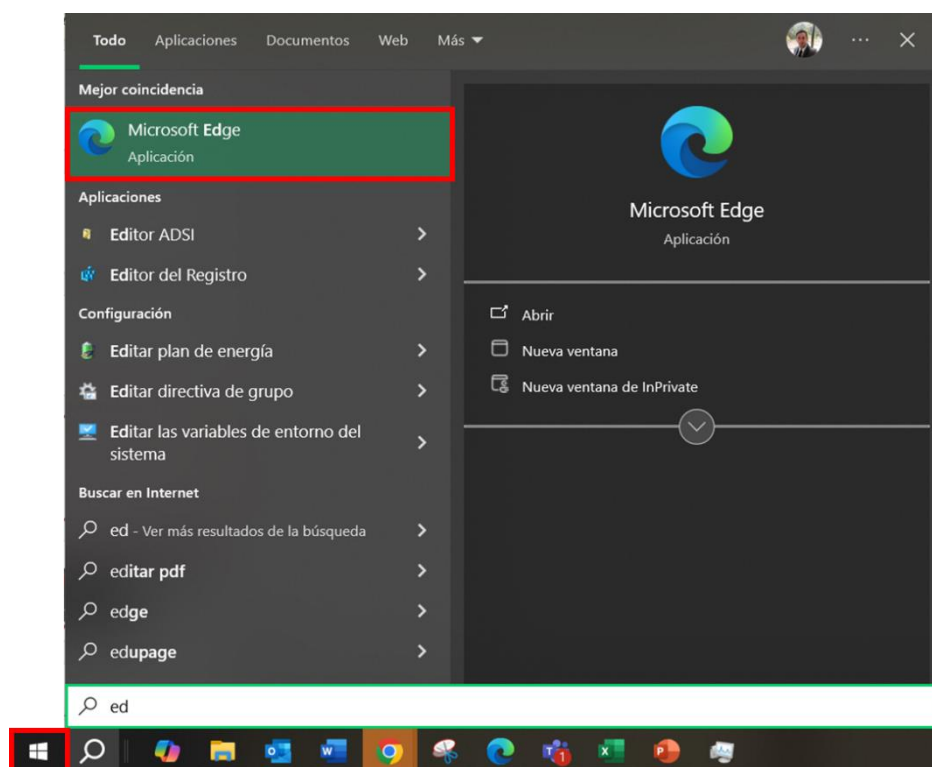 Todo Aplicaciones Documentos Web Más
Mejor coincidencia
Microsoft Edge
Aplicación
Aplicaciones
Editor ADSI
Editor del Registro
Configuración
Editar plan de energía
Editar directiva de grupo
Editar las variables de entorno del
sistema
Buscar en Internet
ed - Ver más resultados de la búsqueda
editar pdf
edge
edupage
ed
Microsoft Edge
Aplicación
Abrir
Nueva ventana
Nueva ventana de InPrivate
1